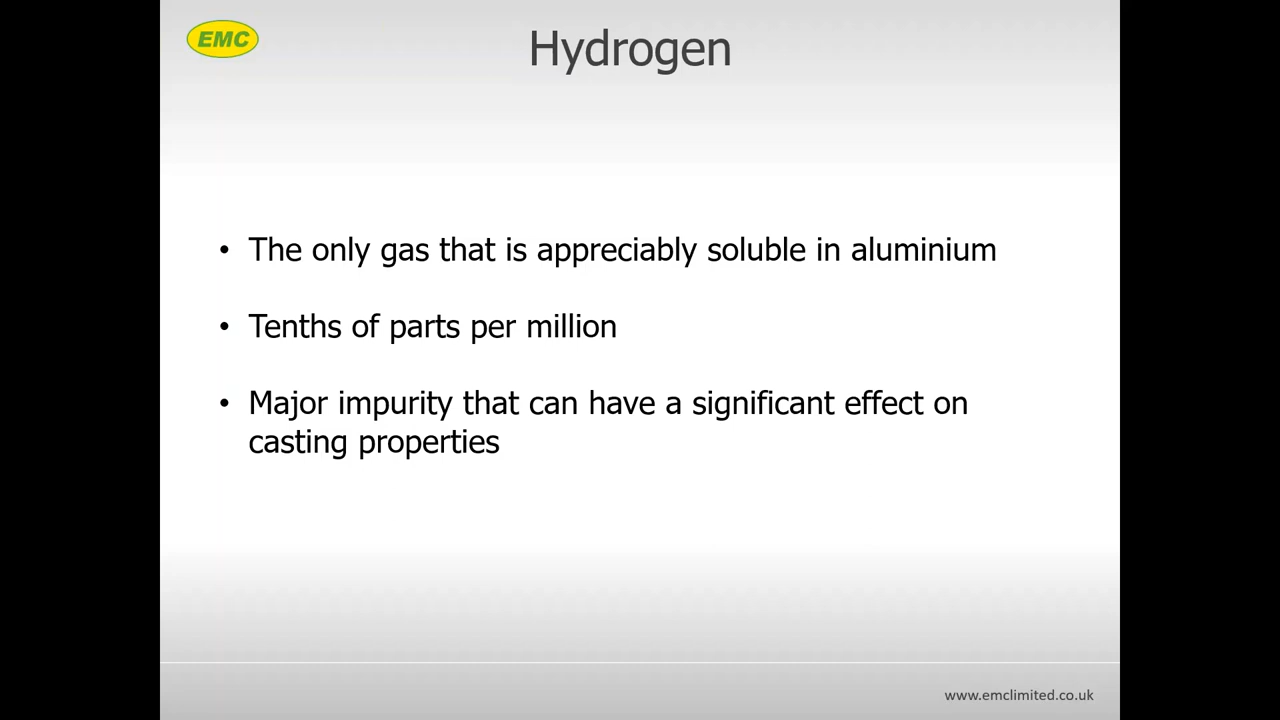 EMC
Hydrogen
• The only gas that is appreciably soluble in aluminium
• Tenths of parts per million
• Major impurity that can have a significant effect on
casting properties
www.emclimited.co.uk